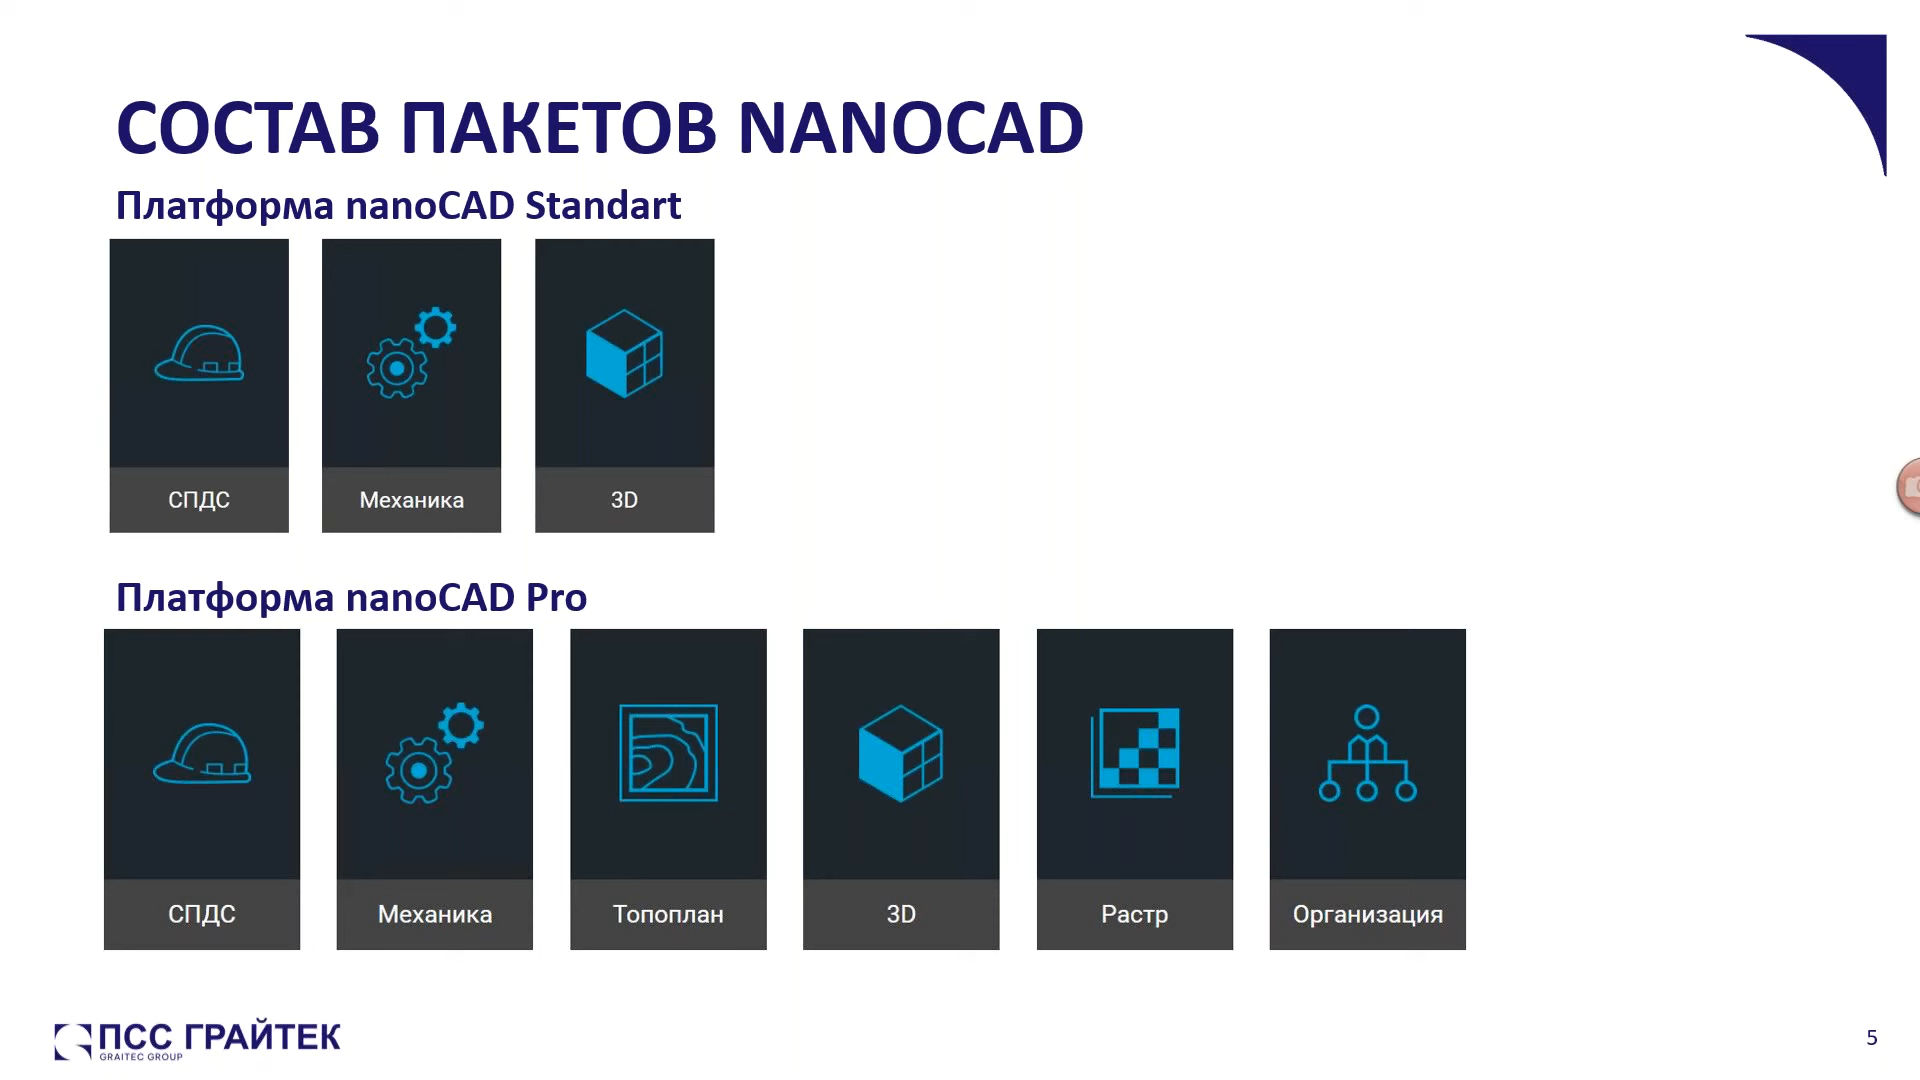 СОСТАВ ПАКЕТОВ NANOCAD
Платформа nanoCAD Standart
СПДС
Механика
3D
Платформа nanoCAD Pro
СПДС
Механика
Топоплан
3D
Растр
Организация
ПСС ГРАЙТЕК
GRAITEC GROUP
5